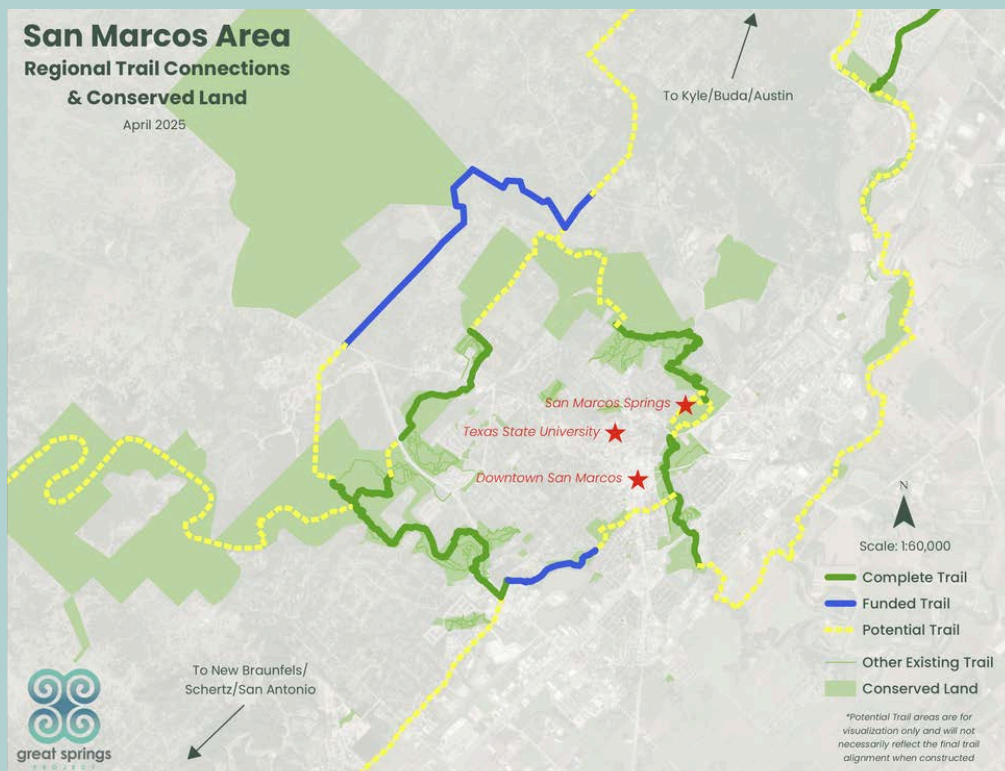 San Marcos Area
Regional Trail Connections
& Conserved Land
April 2025
To Kyle/Buda/Austin
San Marcos Springs
Texas State University
Downtown San Marcos
N
Scale: 1:60,000
Complete Trail
Funded Trail
Potential Trail
Other Existing Trail
Conserved Land
*Potential Trail areas are for
visualization only and will not
necessarily reflect the final trail
alignment when constructed
To New Braunfels/
Schertz/San Antonio
great springs
PROJECT